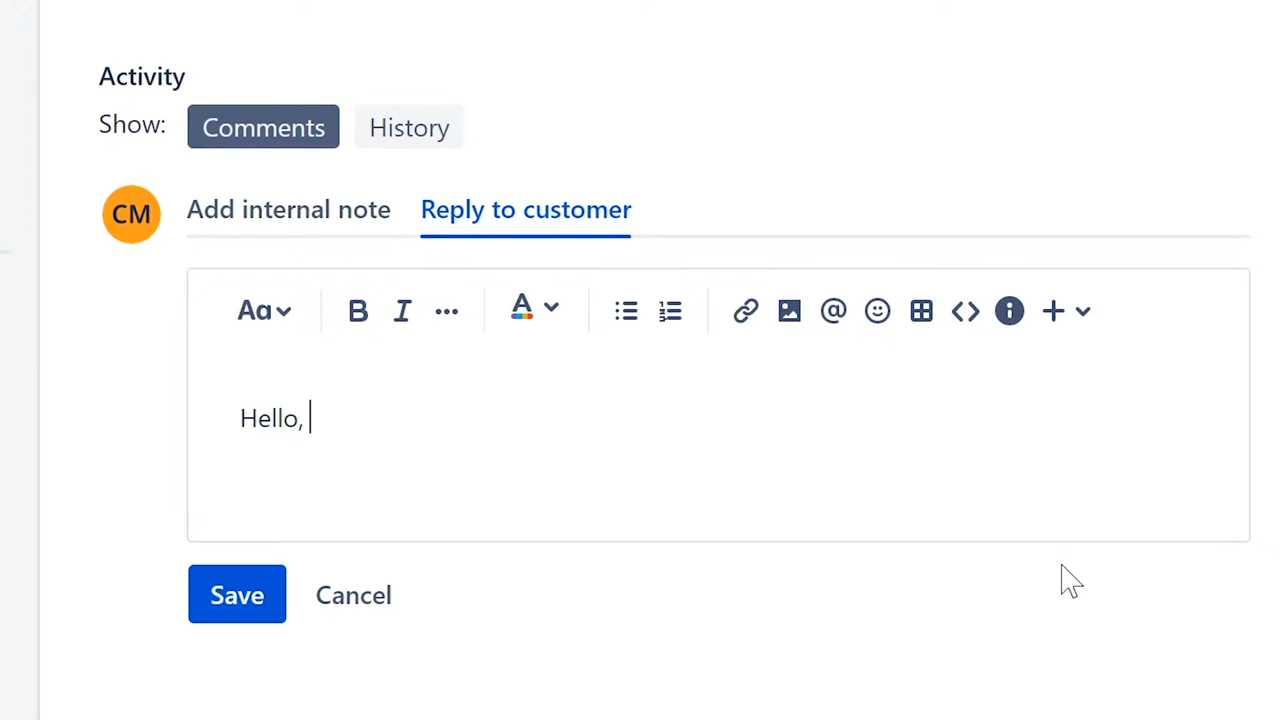 Activity
Show: Comments History
CM Add internal note Reply to customer
Aa B I ... A @
Hello,
Save Cancel